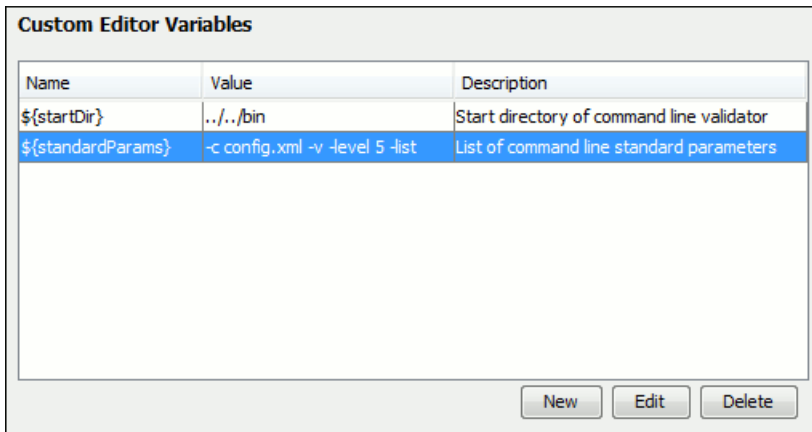 Custom Editor Variables
Name Value Description
${startDir} ../../bin Start directory of command line validator
${standardParams} -c config.xml -v -level 5 -list List of command line standard parameters
New Edit Delete